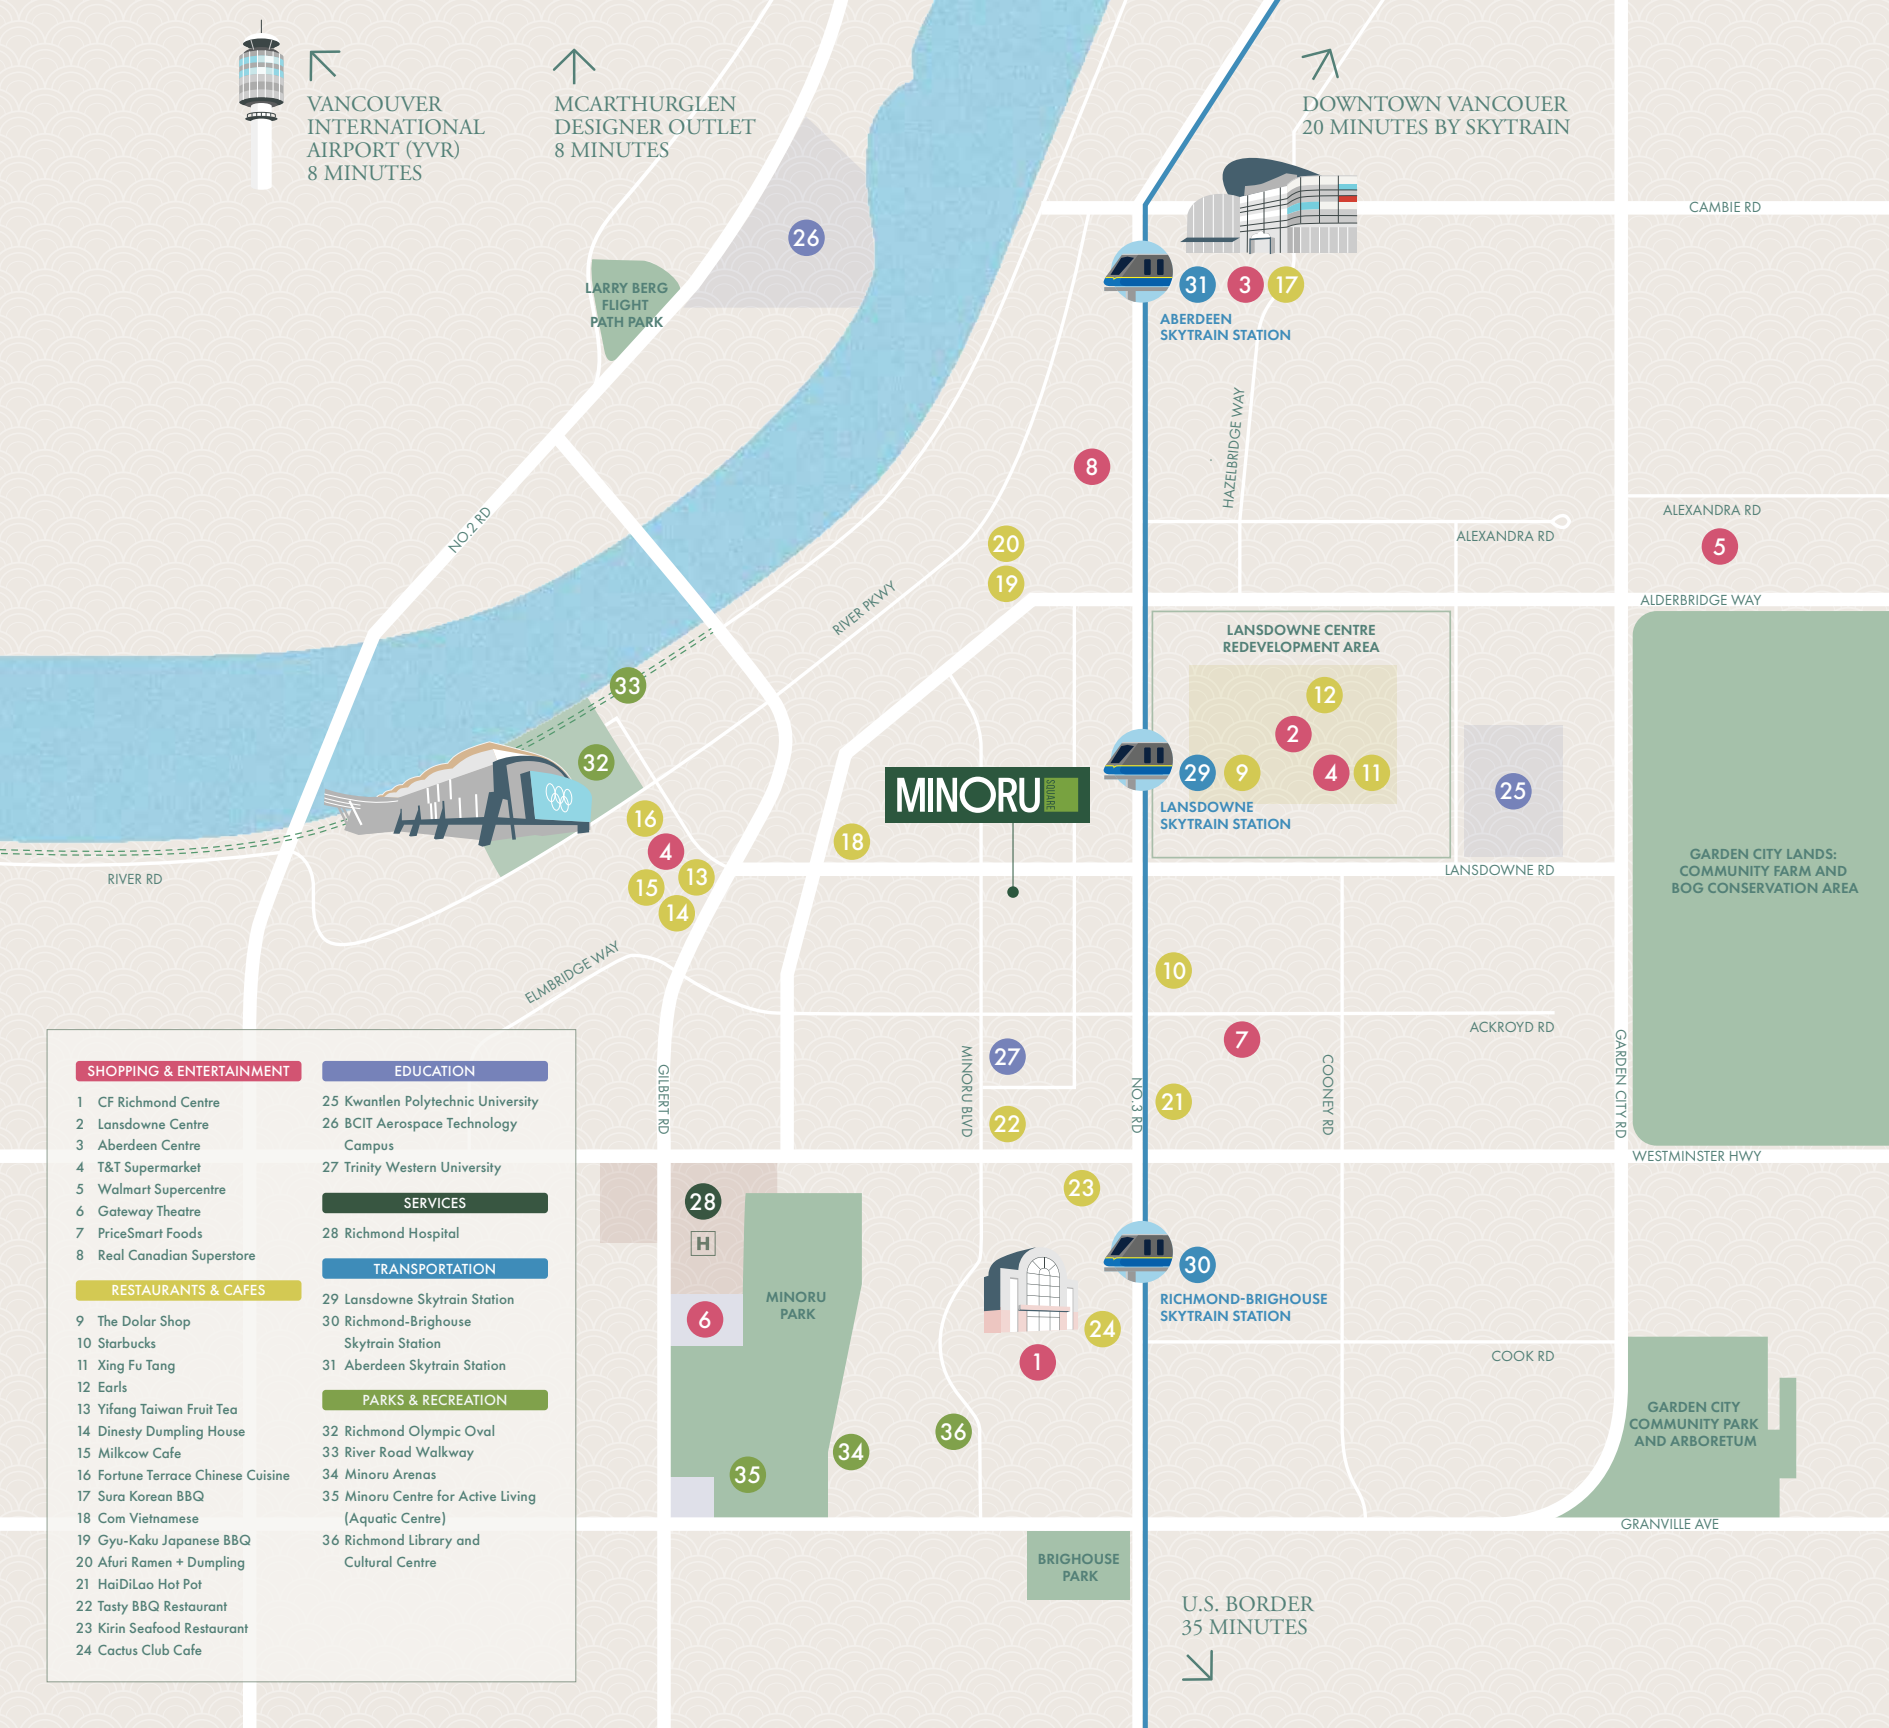 VANCOUVER
INTERNATIONAL
AIRPORT (YVR)
8 MINUTES
MCARTHURGLEN
DESIGNER OUTLET
8 MINUTES
DOWNTOWN VANCOUER
20 MINUTES BY SKYTRAIN
CAMBIE RD
26
LARRY BERG
FLIGHT
PATH PARK
31
3
17
ABERDEEN
SKYTRAIN STATION
HAZELBRIDGE WAY
8
NO.2 RD
ALEXANDRA RD
ALEXANDRA RD
5
20
19
RIVER PKWY
ALDERBRIDGE WAY
LANSDOWNE CENTRE
REDEVELOPMENT AREA
33
12
2
32
29
9
4
11
25
MINORU SQUARE
LANSDOWNE
SKYTRAIN STATION
16
4
18
13
15
14
RIVER RD
LANSDOWNE RD
GARDEN CITY LANDS:
COMMUNITY FARM AND
BOG CONSERVATION AREA
ELMBRIDGE WAY
10
ACKROYD RD
7
27
GILBERT RD
MINORU BLVD
NO.3 RD
COONEY RD
GARDEN CITY RD
21
22
WESTMINSTER HWY
28
H
23
30
RICHMOND-BRIGHOUSE
SKYTRAIN STATION
MINORU
PARK
6
24
1
COOK RD
GARDEN CITY
COMMUNITY PARK
AND ARBORETUM
36
34
35
GRANVILLE AVE
BRIGHOUSE
PARK
U.S. BORDER
35 MINUTES
SHOPPING & ENTERTAINMENT
1 CF Richmond Centre
2 Lansdowne Centre
3 Aberdeen Centre
4 T&T Supermarket
5 Walmart Supercentre
6 Gateway Theatre
7 PriceSmart Foods
8 Real Canadian Superstore
RESTAURANTS & CAFES
9 The Dolar Shop
10 Starbucks
11 Xing Fu Tang
12 Earls
13 Yifang Taiwan Fruit Tea
14 Dinesty Dumpling House
15 Milkcow Cafe
16 Fortune Terrace Chinese Cuisine
17 Sura Korean BBQ
18 Com Vietnamese
19 Gyu-Kaku Japanese BBQ
20 Afuri Ramen + Dumpling
21 HaiDiLao Hot Pot
22 Tasty BBQ Restaurant
23 Kirin Seafood Restaurant
24 Cactus Club Cafe
EDUCATION
25 Kwantlen Polytechnic University
26 BCIT Aerospace Technology
Campus
27 Trinity Western University
SERVICES
28 Richmond Hospital
TRANSPORTATION
29 Lansdowne Skytrain Station
30 Richmond-Brighouse
Skytrain Station
31 Aberdeen Skytrain Station
PARKS & RECREATION
32 Richmond Olympic Oval
33 River Road Walkway
34 Minoru Arenas
35 Minoru Centre for Active Living
(Aquatic Centre)
36 Richmond Library and
Cultural Centre